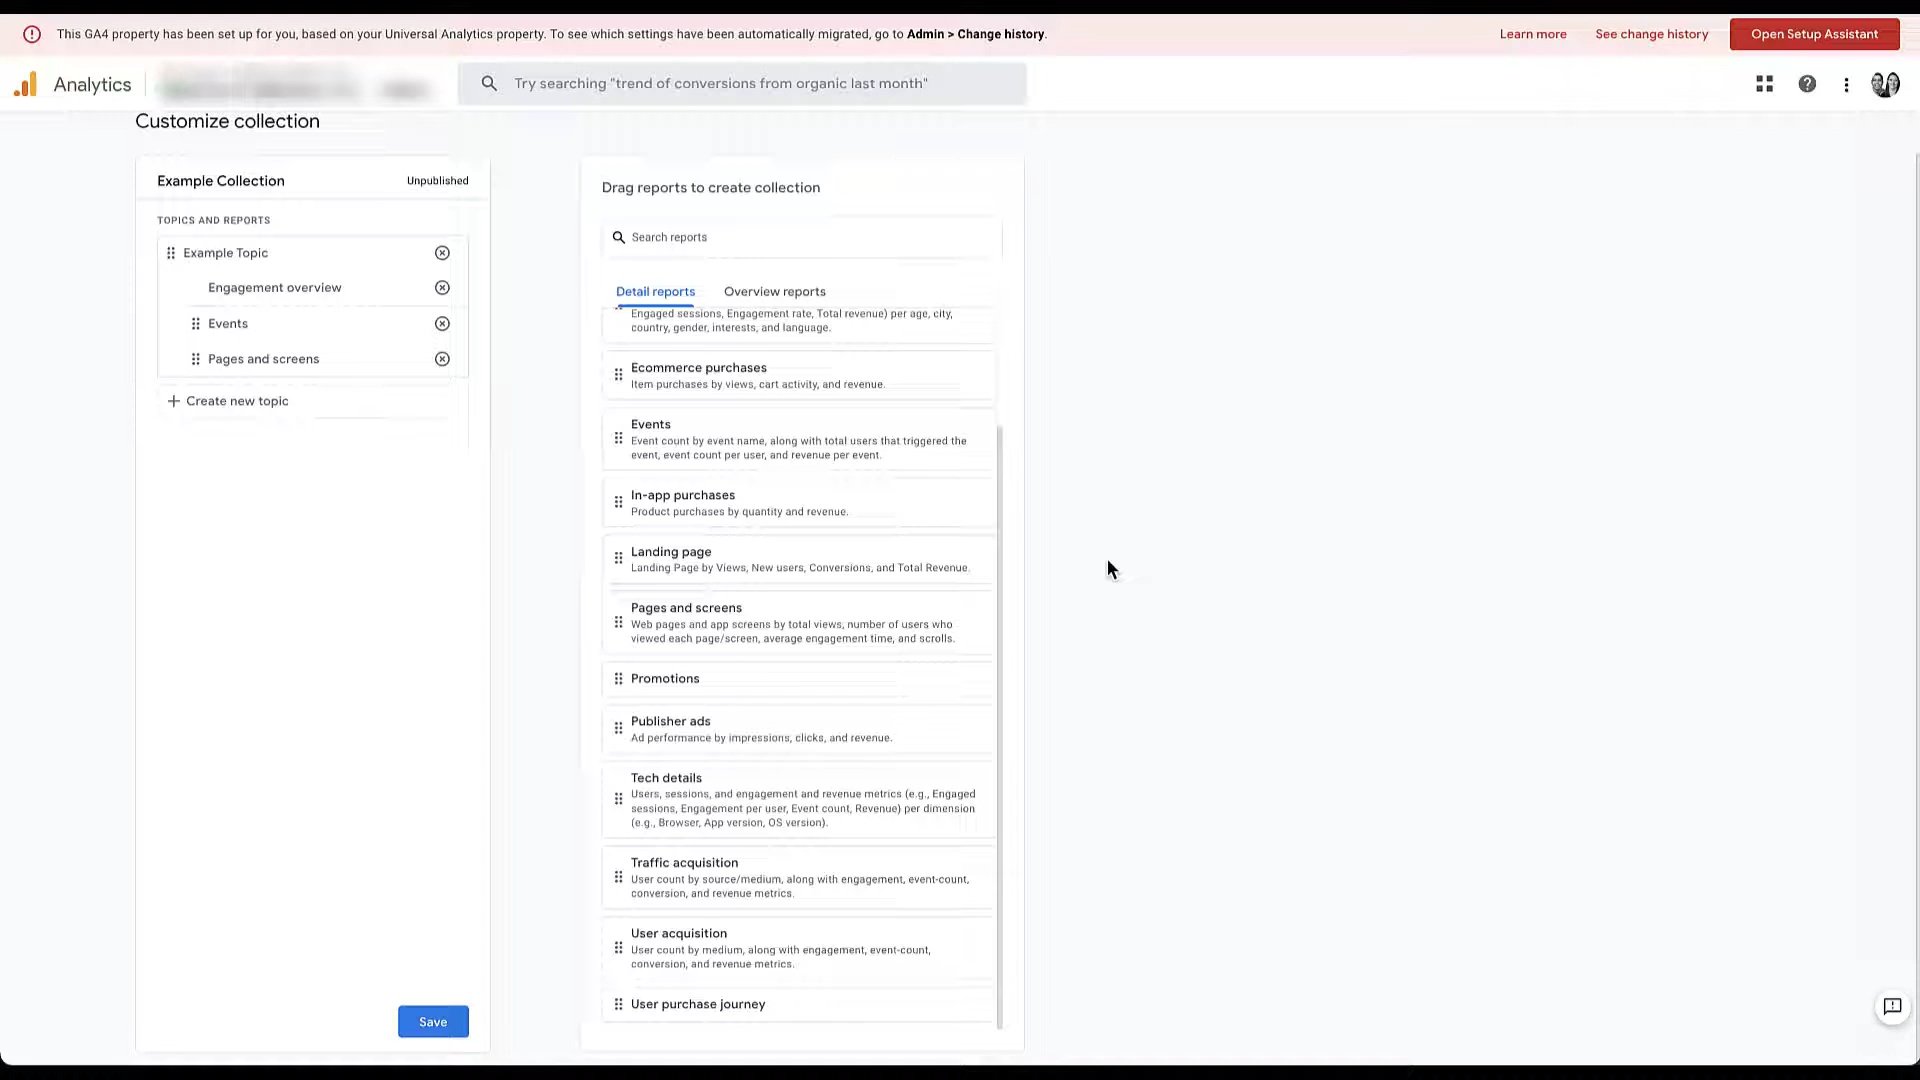 This GA4 property has been set up for you, based on your Universal Analytics property. To see which settings have been automatically migrated, go to Admin > Change history.
Learn more
See change history
Open Setup Assistant
Analytics
Try searching "trend of conversions from organic last month"
Customize collection
Example Collection
Unpublished
TOPICS AND REPORTS
Example Topic
Engagement overview
Events
Pages and screens
Create new topic
Save
Drag reports to create collection
Search reports
Detail reports
Overview reports
Engaged sessions, Engagement rate, Total revenue) per age, city,
country, gender, interests, and language.
Ecommerce purchases
Item purchases by views, cart activity, and revenue.
Events
Event count by event name, along with total users that triggered the
event, event count per user, and revenue per event.
In-app purchases
Product purchases by quantity and revenue.
Landing page
Landing Page by Views, New users, Conversions, and Total Revenue.
Pages and screens
Web pages and app screens by total views, number of users who
viewed each page/screen, average engagement time, and scrolls.
Promotions
Publisher ads
Ad performance by impressions, clicks, and revenue.
Tech details
Users, sessions, and engagement and revenue metrics (e.g., Engaged
sessions, Engagement per user, Event count, Revenue) per dimension
(e.g., Browser, App version, OS version).
Traffic acquisition
User count by source/medium, along with engagement, event-count,
conversion, and revenue metrics.
User acquisition
User count by medium, along with engagement, event-count,
conversion, and revenue metrics.
User purchase journey